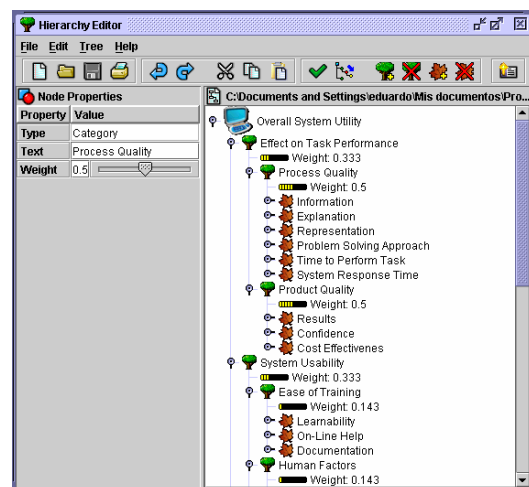 Hierarchy Editor
File Edit Tree Help
Node Properties
Property Value
Type Category
Text Process Quality
Weight 0.5
C:\Documents and Settings\eduardo\Mis documentos\Pro...
Overall System Utility
Effect on Task Performance
Weight: 0.333
Process Quality
Weight: 0.5
Information
Explanation
Representation
Problem Solving Approach
Time to Perform Task
System Response Time
Product Quality
Weight: 0.5
Results
Confidence
Cost Effectivenes
System Usability
Weight: 0.333
Ease of Training
Weight: 0.143
Learnability
On-Line Help
Documentation
Human Factors
Weight: 0.143